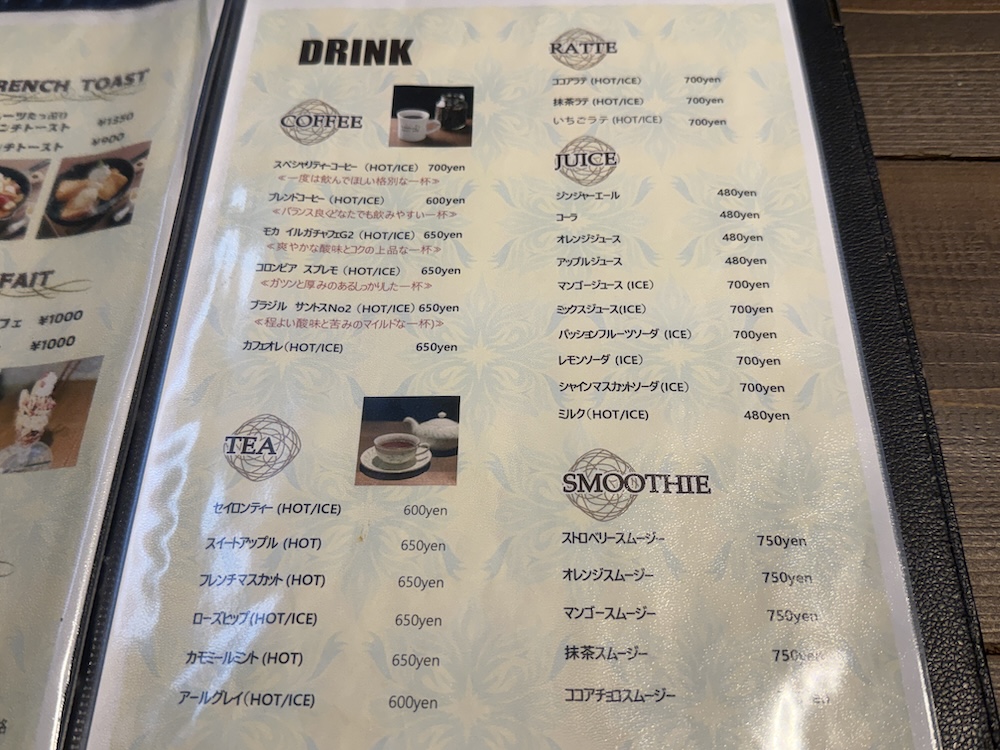 RENCH TOAST
ーツたっぷり
ンチトースト ¥1350
チトースト ¥900
FAIT
フェ ¥1000
¥1000
DRINK
COFFEE
スペシャリティーコーヒー (HOT/ICE) 700yen
≪一度は飲んでほしい格別な一杯≫
ブレンドコーヒー (HOT/ICE) 600yen
≪バランス良くどなたでも飲みやすい一杯≫
モカ イルガチャフェG2 (HOT/ICE) 650yen
≪爽やかな酸味とコクの上品な一杯≫
コロンビア スプレモ (HOT/ICE) 650yen
≪ガツンと厚みのあるしっかりした一杯≫
ブラジル サントスNo2 (HOT/ICE) 650yen
≪程よい酸味と苦みのマイルドな一杯≫
カフェオレ (HOT/ICE) 650yen
TEA
セイロンティー (HOT/ICE) 600yen
スイートアップル (HOT) 650yen
フレンチマスカット (HOT) 650yen
ローズヒップ (HOT/ICE) 650yen
カモミールミント (HOT) 650yen
アールグレイ (HOT/ICE) 600yen
RATTE
ココアラテ (HOT/ICE) 700yen
抹茶ラテ (HOT/ICE) 700yen
いちごラテ (HOT/ICE) 700yen
JUICE
ジンジャーエール 480yen
コーラ 480yen
オレンジジュース 480yen
アップルジュース 480yen
マンゴージュース (ICE) 700yen
ミックスジュース(ICE) 700yen
パッションフルーツソーダ (ICE) 700yen
レモンソーダ (ICE) 700yen
シャインマスカットソーダ (ICE) 700yen
ミルク (HOT/ICE) 480yen
SMOOTHIE
ストロベリースムージー 750yen
オレンジスムージー 750yen
マンゴースムージー 750yen
抹茶スムージー 750yen
ココアチョコスムージー